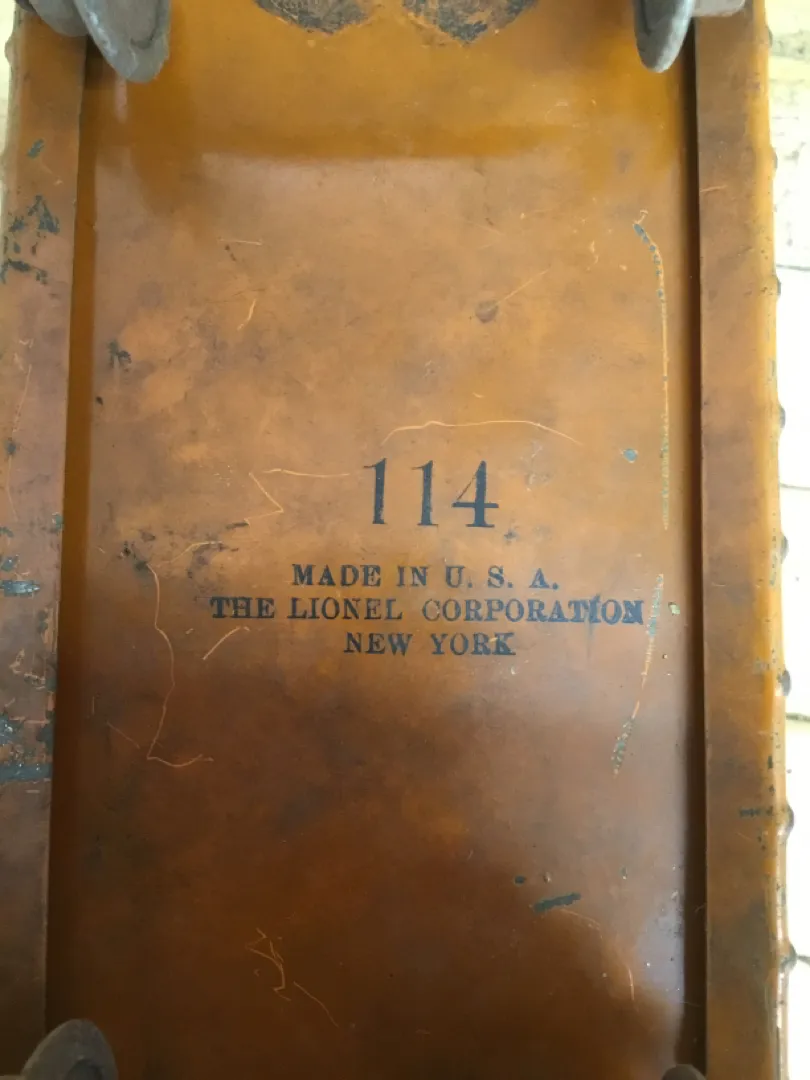 114
MADE IN U. S. A.
THE LIONEL CORPORATION
NEW YORK